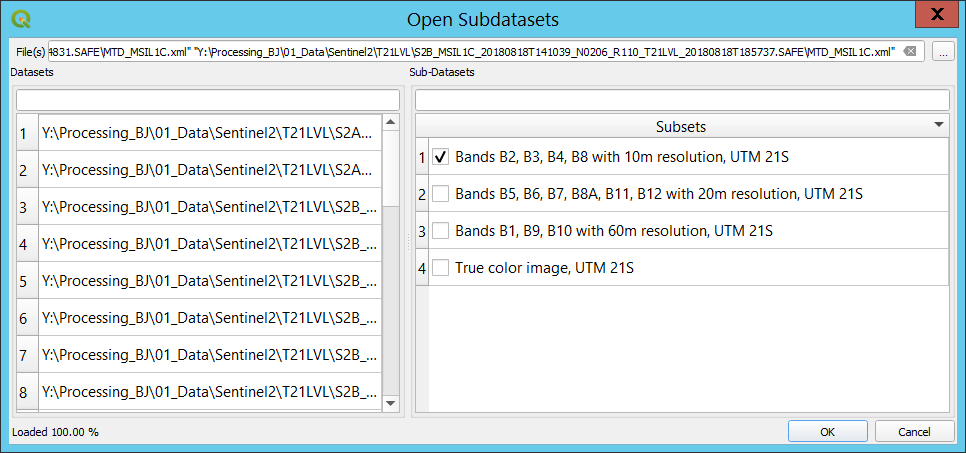 Open Subdatasets
File(s) 4831.SAFE\MTD_MSIL1C.xml" "Y:\Processing_BJ\01_Data\Sentinel2\T21LVL\S2B_MSIL1C_20180818T141039_N0206_R110_T21LVL_20180818T185737.SAFE\MTD_MSIL1C.xml" ...
Datasets
Sub-Datasets
1 Y:\Processing_BJ\01_Data\Sentinel2\T21LVL\S2A...
2 Y:\Processing_BJ\01_Data\Sentinel2\T21LVL\S2A...
3 Y:\Processing_BJ\01_Data\Sentinel2\T21LVL\S2B_...
4 Y:\Processing_BJ\01_Data\Sentinel2\T21LVL\S2B_...
5 Y:\Processing_BJ\01_Data\Sentinel2\T21LVL\S2B_...
6 Y:\Processing_BJ\01_Data\Sentinel2\T21LVL\S2B_...
7 Y:\Processing_BJ\01_Data\Sentinel2\T21LVL\S2B_...
8 Y:\Processing_BJ\01_Data\Sentinel2\T21LVL\S2B_...
Subsets
1 Bands B2, B3, B4, B8 with 10m resolution, UTM 21S
2 Bands B5, B6, B7, B8A, B11, B12 with 20m resolution, UTM 21S
3 Bands B1, B9, B10 with 60m resolution, UTM 21S
4 True color image, UTM 21S
Loaded 100.00 %
OK
Cancel